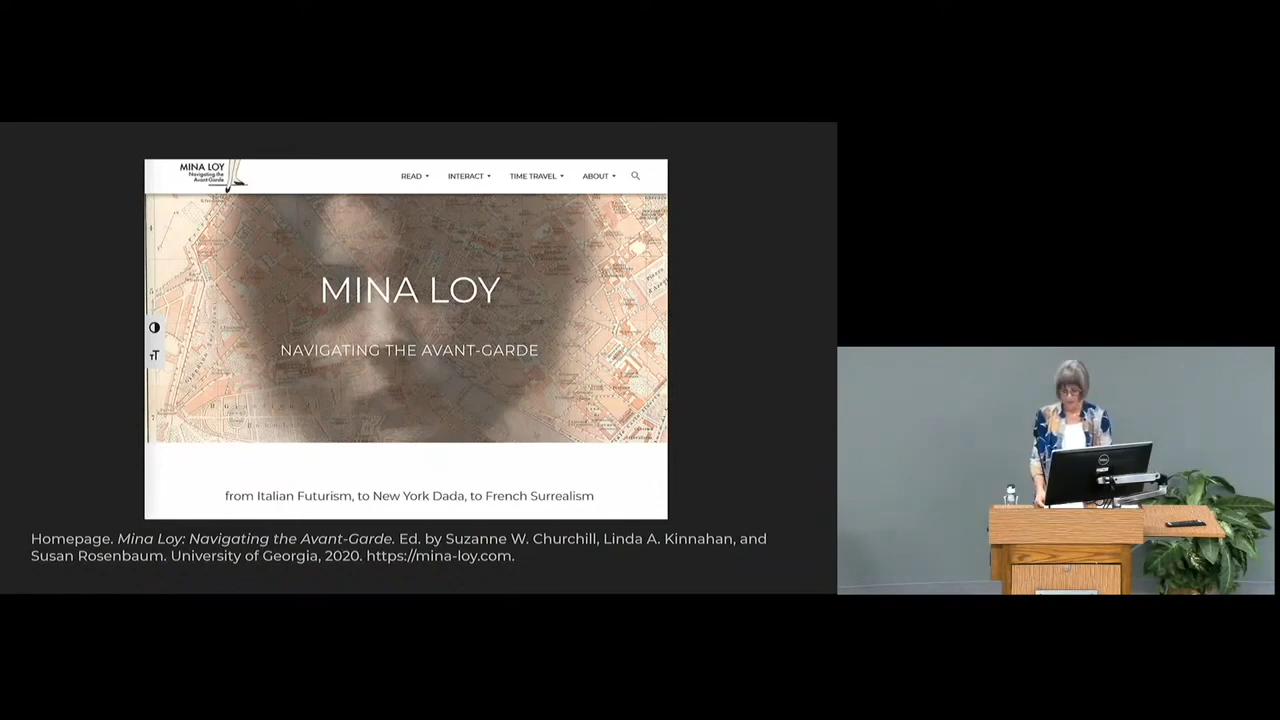 MINA LOY
Navigating the
Avant-Garde
READ INTERACT TIME TRAVEL ABOUT
MINA LOY
NAVIGATING THE AVANT-GARDE
from Italian Futurism, to New York Dada, to French Surrealism
Homepage. Mina Loy: Navigating the Avant-Garde. Ed. by Suzanne W. Churchill, Linda A. Kinnahan, and
Susan Rosenbaum. University of Georgia, 2020. https://mina-loy.com.
DELL